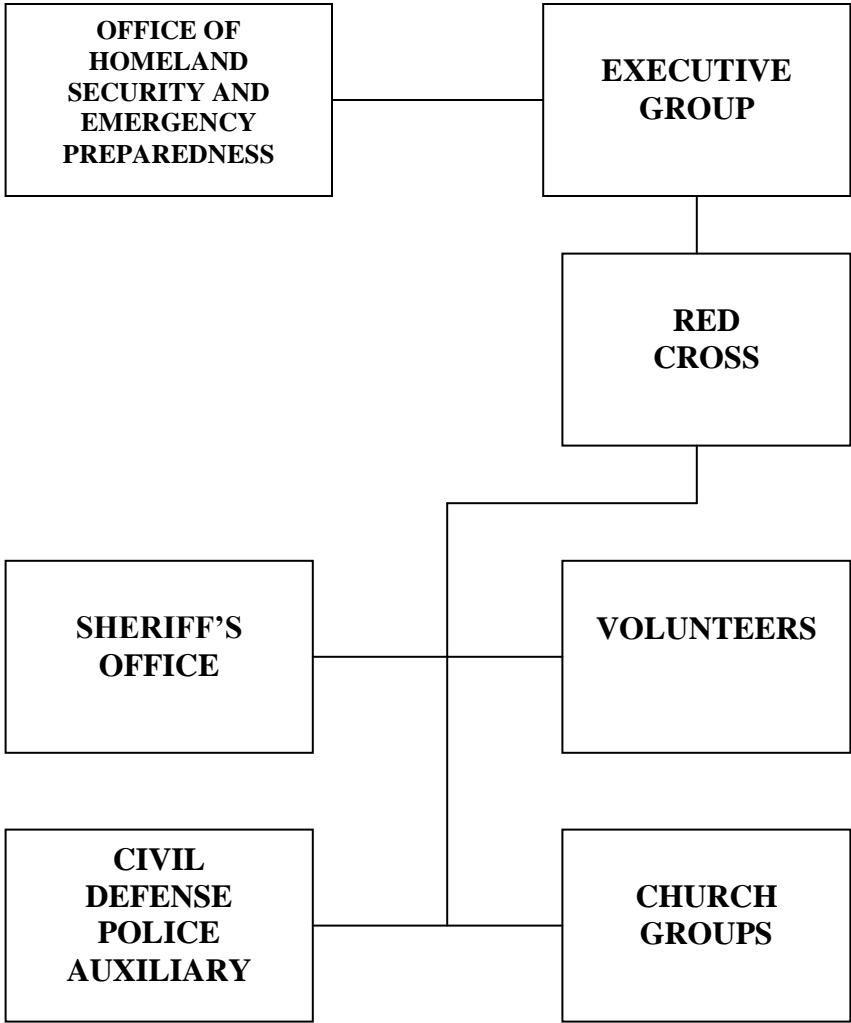 OFFICE OF
HOMELAND
SECURITY AND
EMERGENCY
PREPAREDNESS
EXECUTIVE
GROUP
RED
CROSS
SHERIFF’S
OFFICE
VOLUNTEERS
CIVIL
DEFENSE
POLICE
AUXILIARY
CHURCH
GROUPS